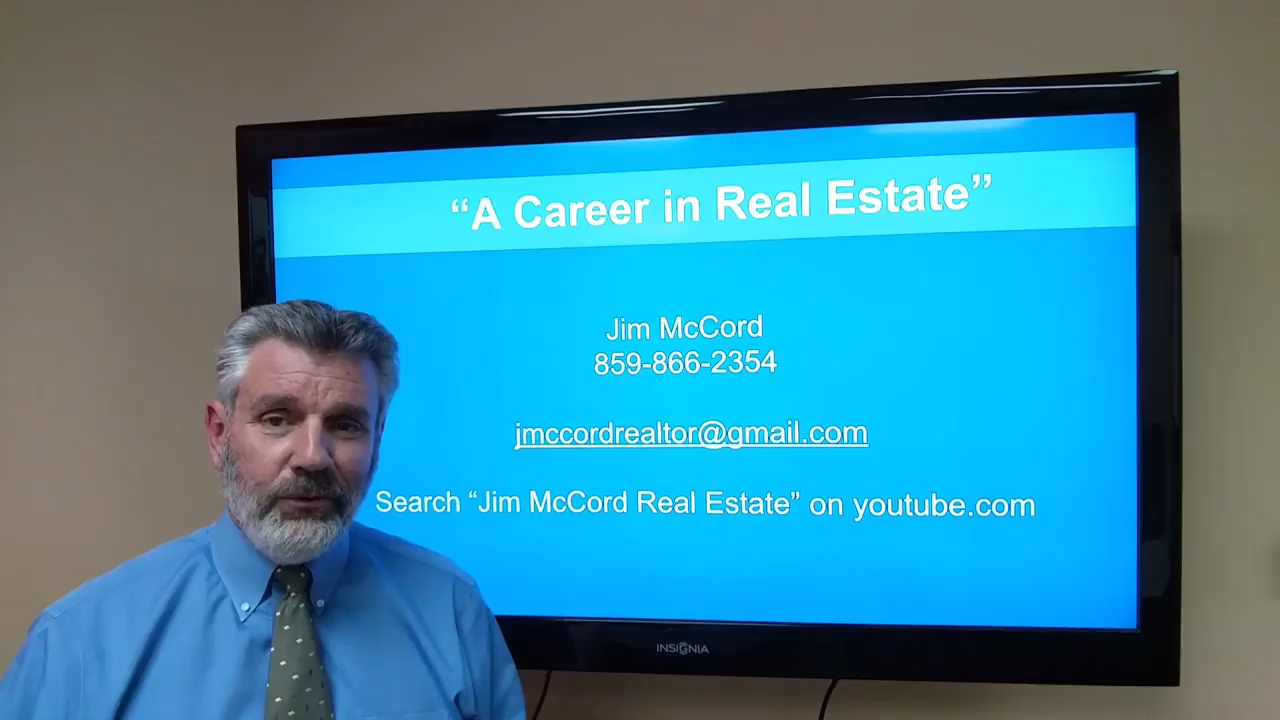 “A Career in Real Estate”
Jim McCord
859-866-2354
jmccordrealtor@gmail.com
Search “Jim McCord Real Estate” on youtube.com
INSIGNIA